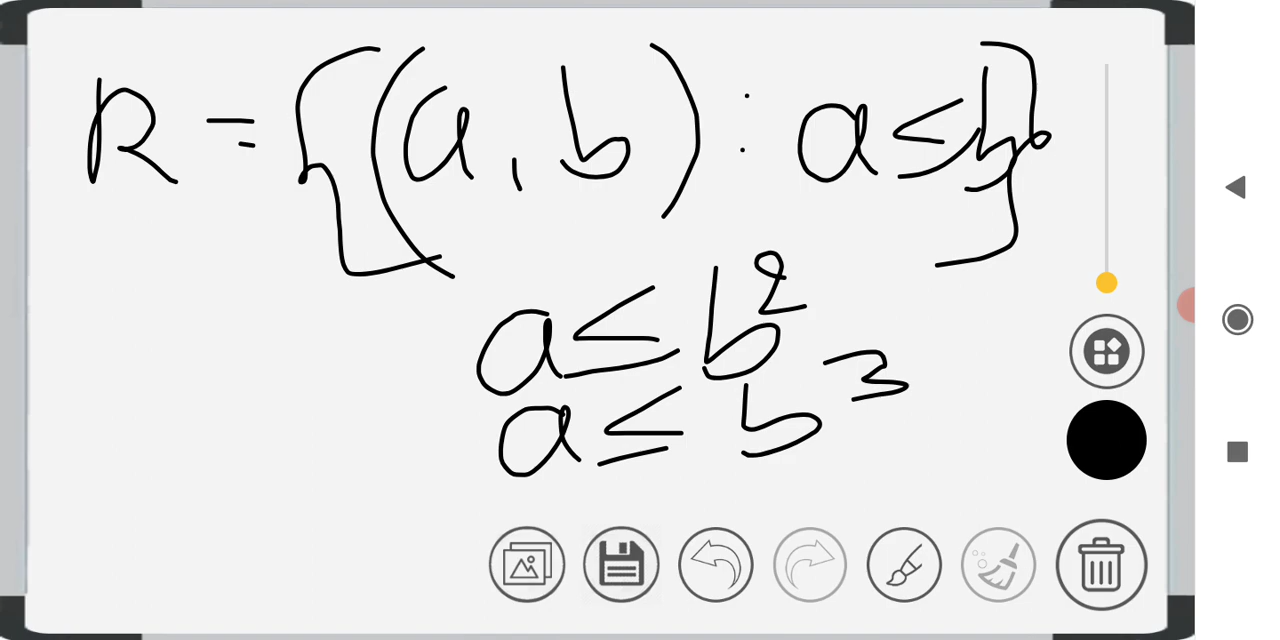 R = {(a, b) : a ≤ b}
a ≤ b²
a ≤ b³